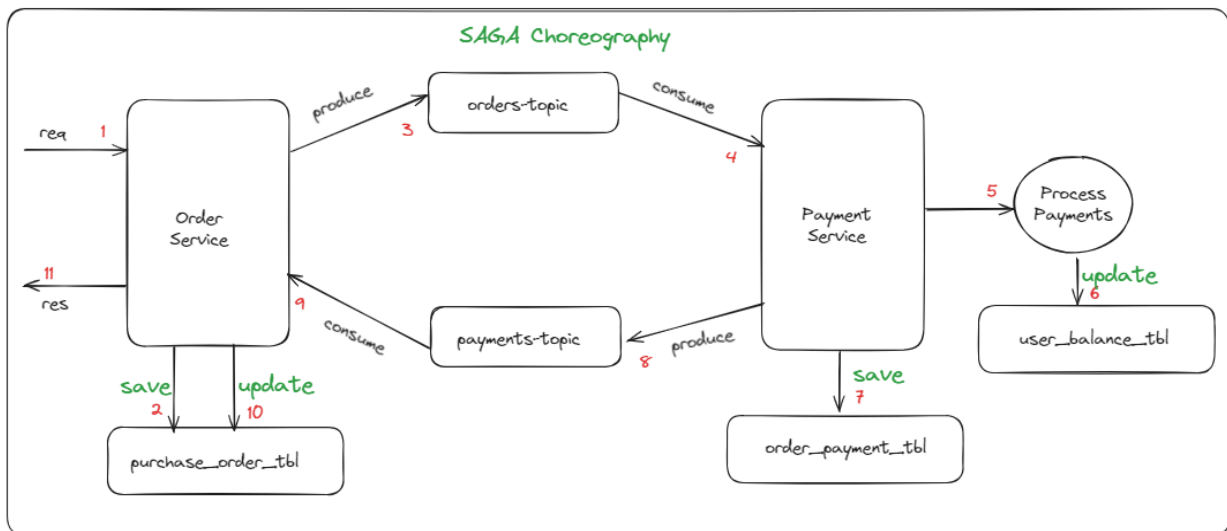 SAGA Choreography
produce
orders-topic
consume
req
1
3
4
Order
Service
Payment
Service
5
Process
Payments
11
res
9
consume
payments-topic
8
produce
update
6
user_balance_tbl
save
update
2
10
save
7
purchase_order_tbl
order_payment_tbl